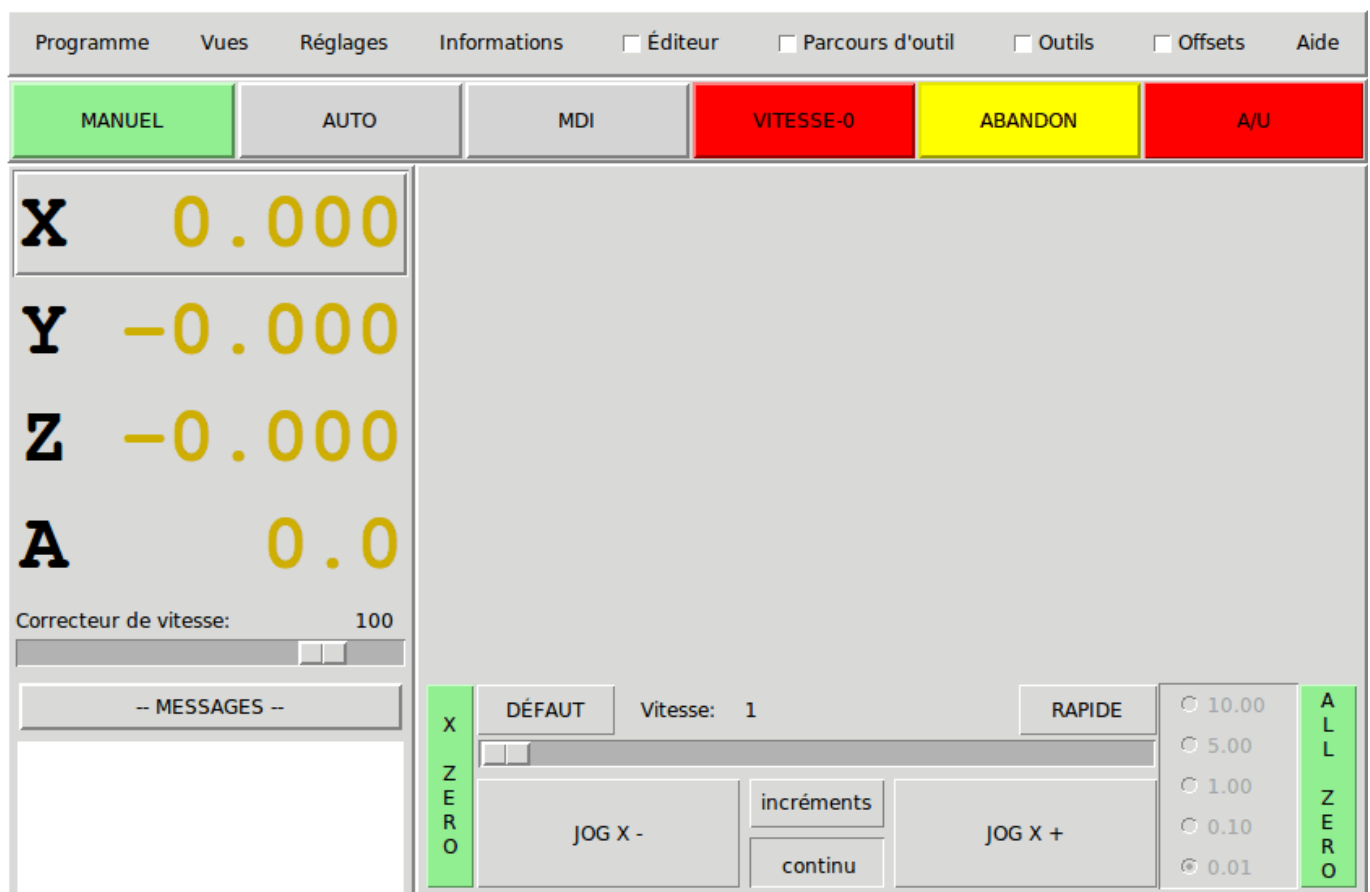 Programme Vues Réglages Informations Éditeur Parcours d'outil Outils Offsets Aide
MANUEL AUTO MDI VITESSE-0 ABANDON A/U
X 0.000
Y -0.000
Z -0.000
A 0.0
Correcteur de vitesse: 100
-- MESSAGES --
X ZERO
DÉFAUT Vitesse: 1 RAPIDE
JOG X -
incréments
continu
JOG X +
10.00
5.00
1.00
0.10
0.01
ALL ZERO